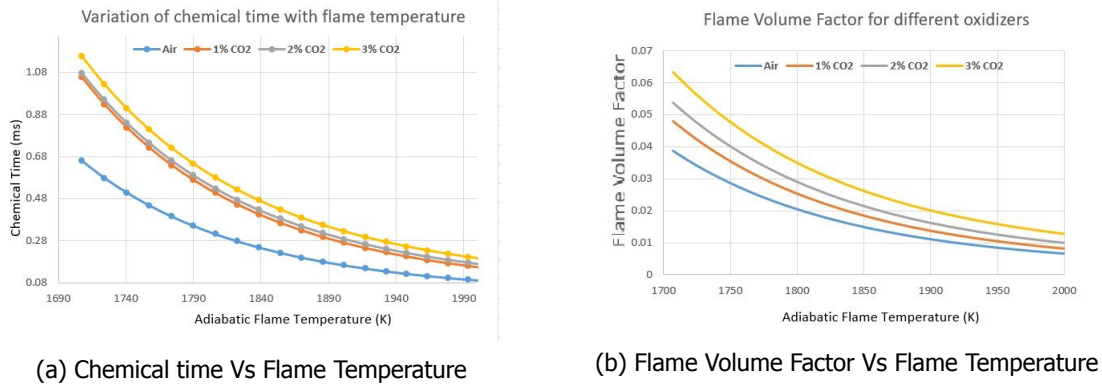 Variation of chemical time with flame temperature
Air 1% CO2 2% CO2 3% CO2
Chemical Time (ms)
1.08
0.88
0.68
0.48
0.28
0.08
1690 1740 1790 1840 1890 1940 1990
Adiabatic Flame Temperature (K)
(a) Chemical time Vs Flame Temperature
Flame Volume Factor for different oxidizers
Air 1% CO2 2% CO2 3% CO2
Flame Volume Factor
0.07
0.06
0.05
0.04
0.03
0.02
0.01
0
1700 1750 1800 1850 1900 1950 2000
Adiabatic Flame Temperature (K)
(b) Flame Volume Factor Vs Flame Temperature